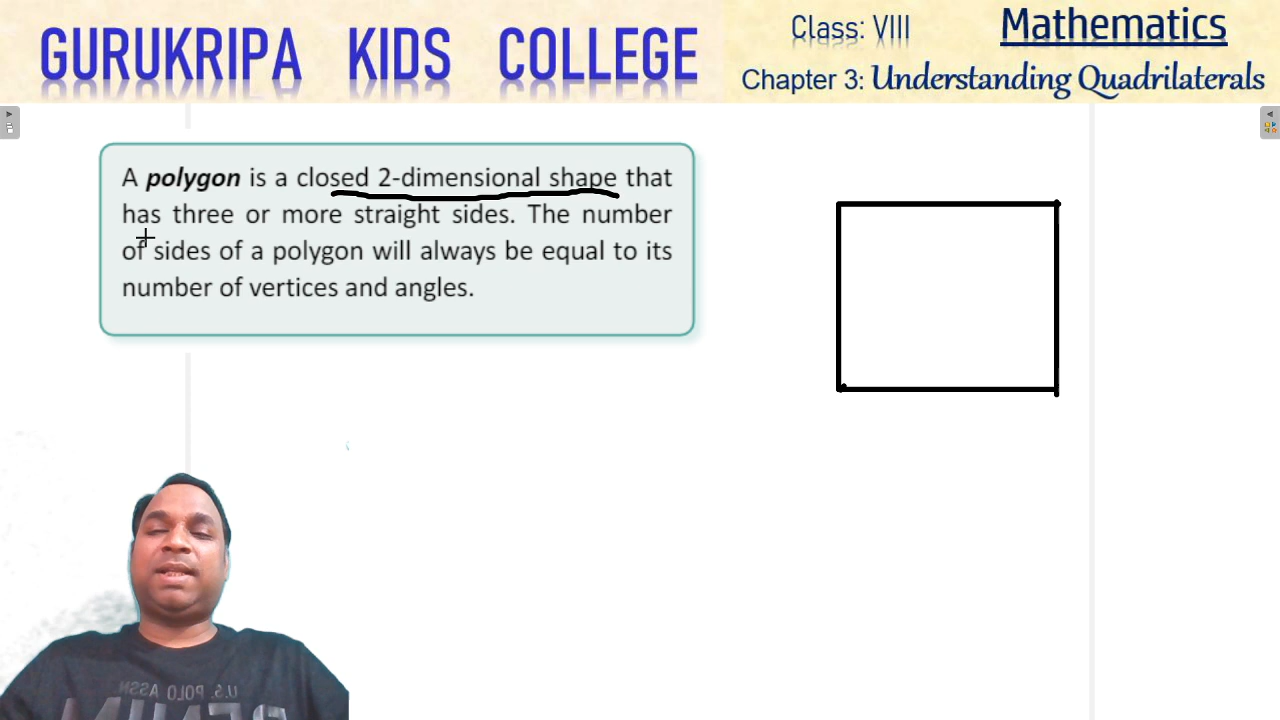 GURUKRIPA KIDS COLLEGE
Class: VIII Mathematics
Chapter 3: Understanding Quadrilaterals
A polygon is a closed 2-dimensional shape that
has three or more straight sides. The number
of sides of a polygon will always be equal to its
number of vertices and angles.
U.S. POLO ASSN